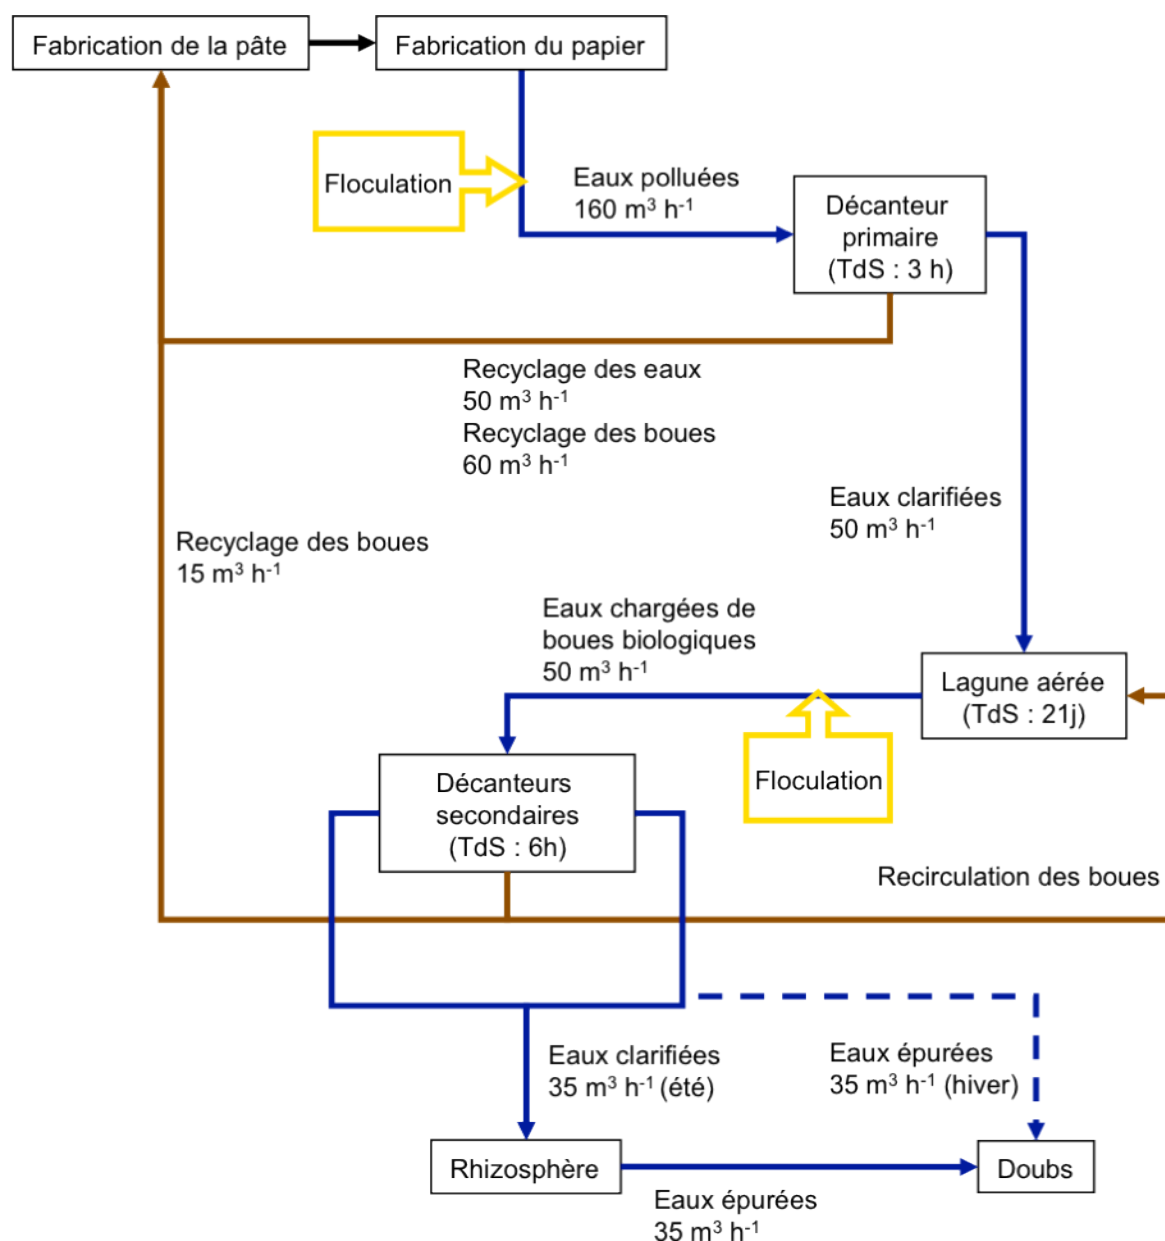 Fabrication de la pâte
Fabrication du papier
Floculation
Eaux polluées
160 m³ h⁻¹
Décanteur
primaire
(TdS : 3 h)
Recyclage des eaux
50 m³ h⁻¹
Recyclage des boues
60 m³ h⁻¹
Eaux clarifiées
50 m³ h⁻¹
Recyclage des boues
15 m³ h⁻¹
Eaux chargées de
boues biologiques
50 m³ h⁻¹
Lagune aérée
(TdS : 21j)
Floculation
Décanteurs
secondaires
(TdS : 6h)
Recirculation des boues
Eaux clarifiées
35 m³ h⁻¹ (été)
Eaux épurées
35 m³ h⁻¹ (hiver)
Rhizosphère
Doubs
Eaux épurées
35 m³ h⁻¹